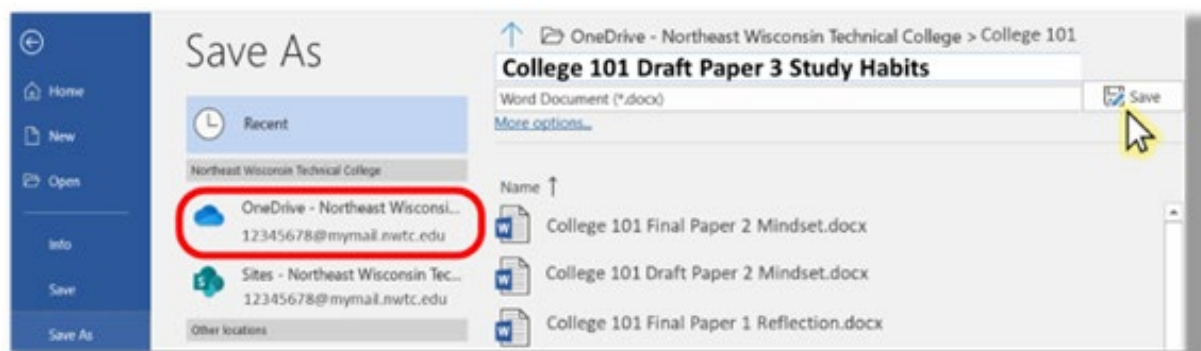 Save As
Home
New
Open
Info
Save
Save As
Recent
Northeast Wisconsin Technical College
OneDrive - Northeast Wisconsi...
12345678@mymail.nwtc.edu
Sites - Northeast Wisconsin Tec...
12345678@mymail.nwtc.edu
Other locations
OneDrive - Northeast Wisconsin Technical College > College 101
College 101 Draft Paper 3 Study Habits
Word Document (*.docx)
Save
More options...
Name ↑
College 101 Final Paper 2 Mindset.docx
College 101 Draft Paper 2 Mindset.docx
College 101 Final Paper 1 Reflection.docx